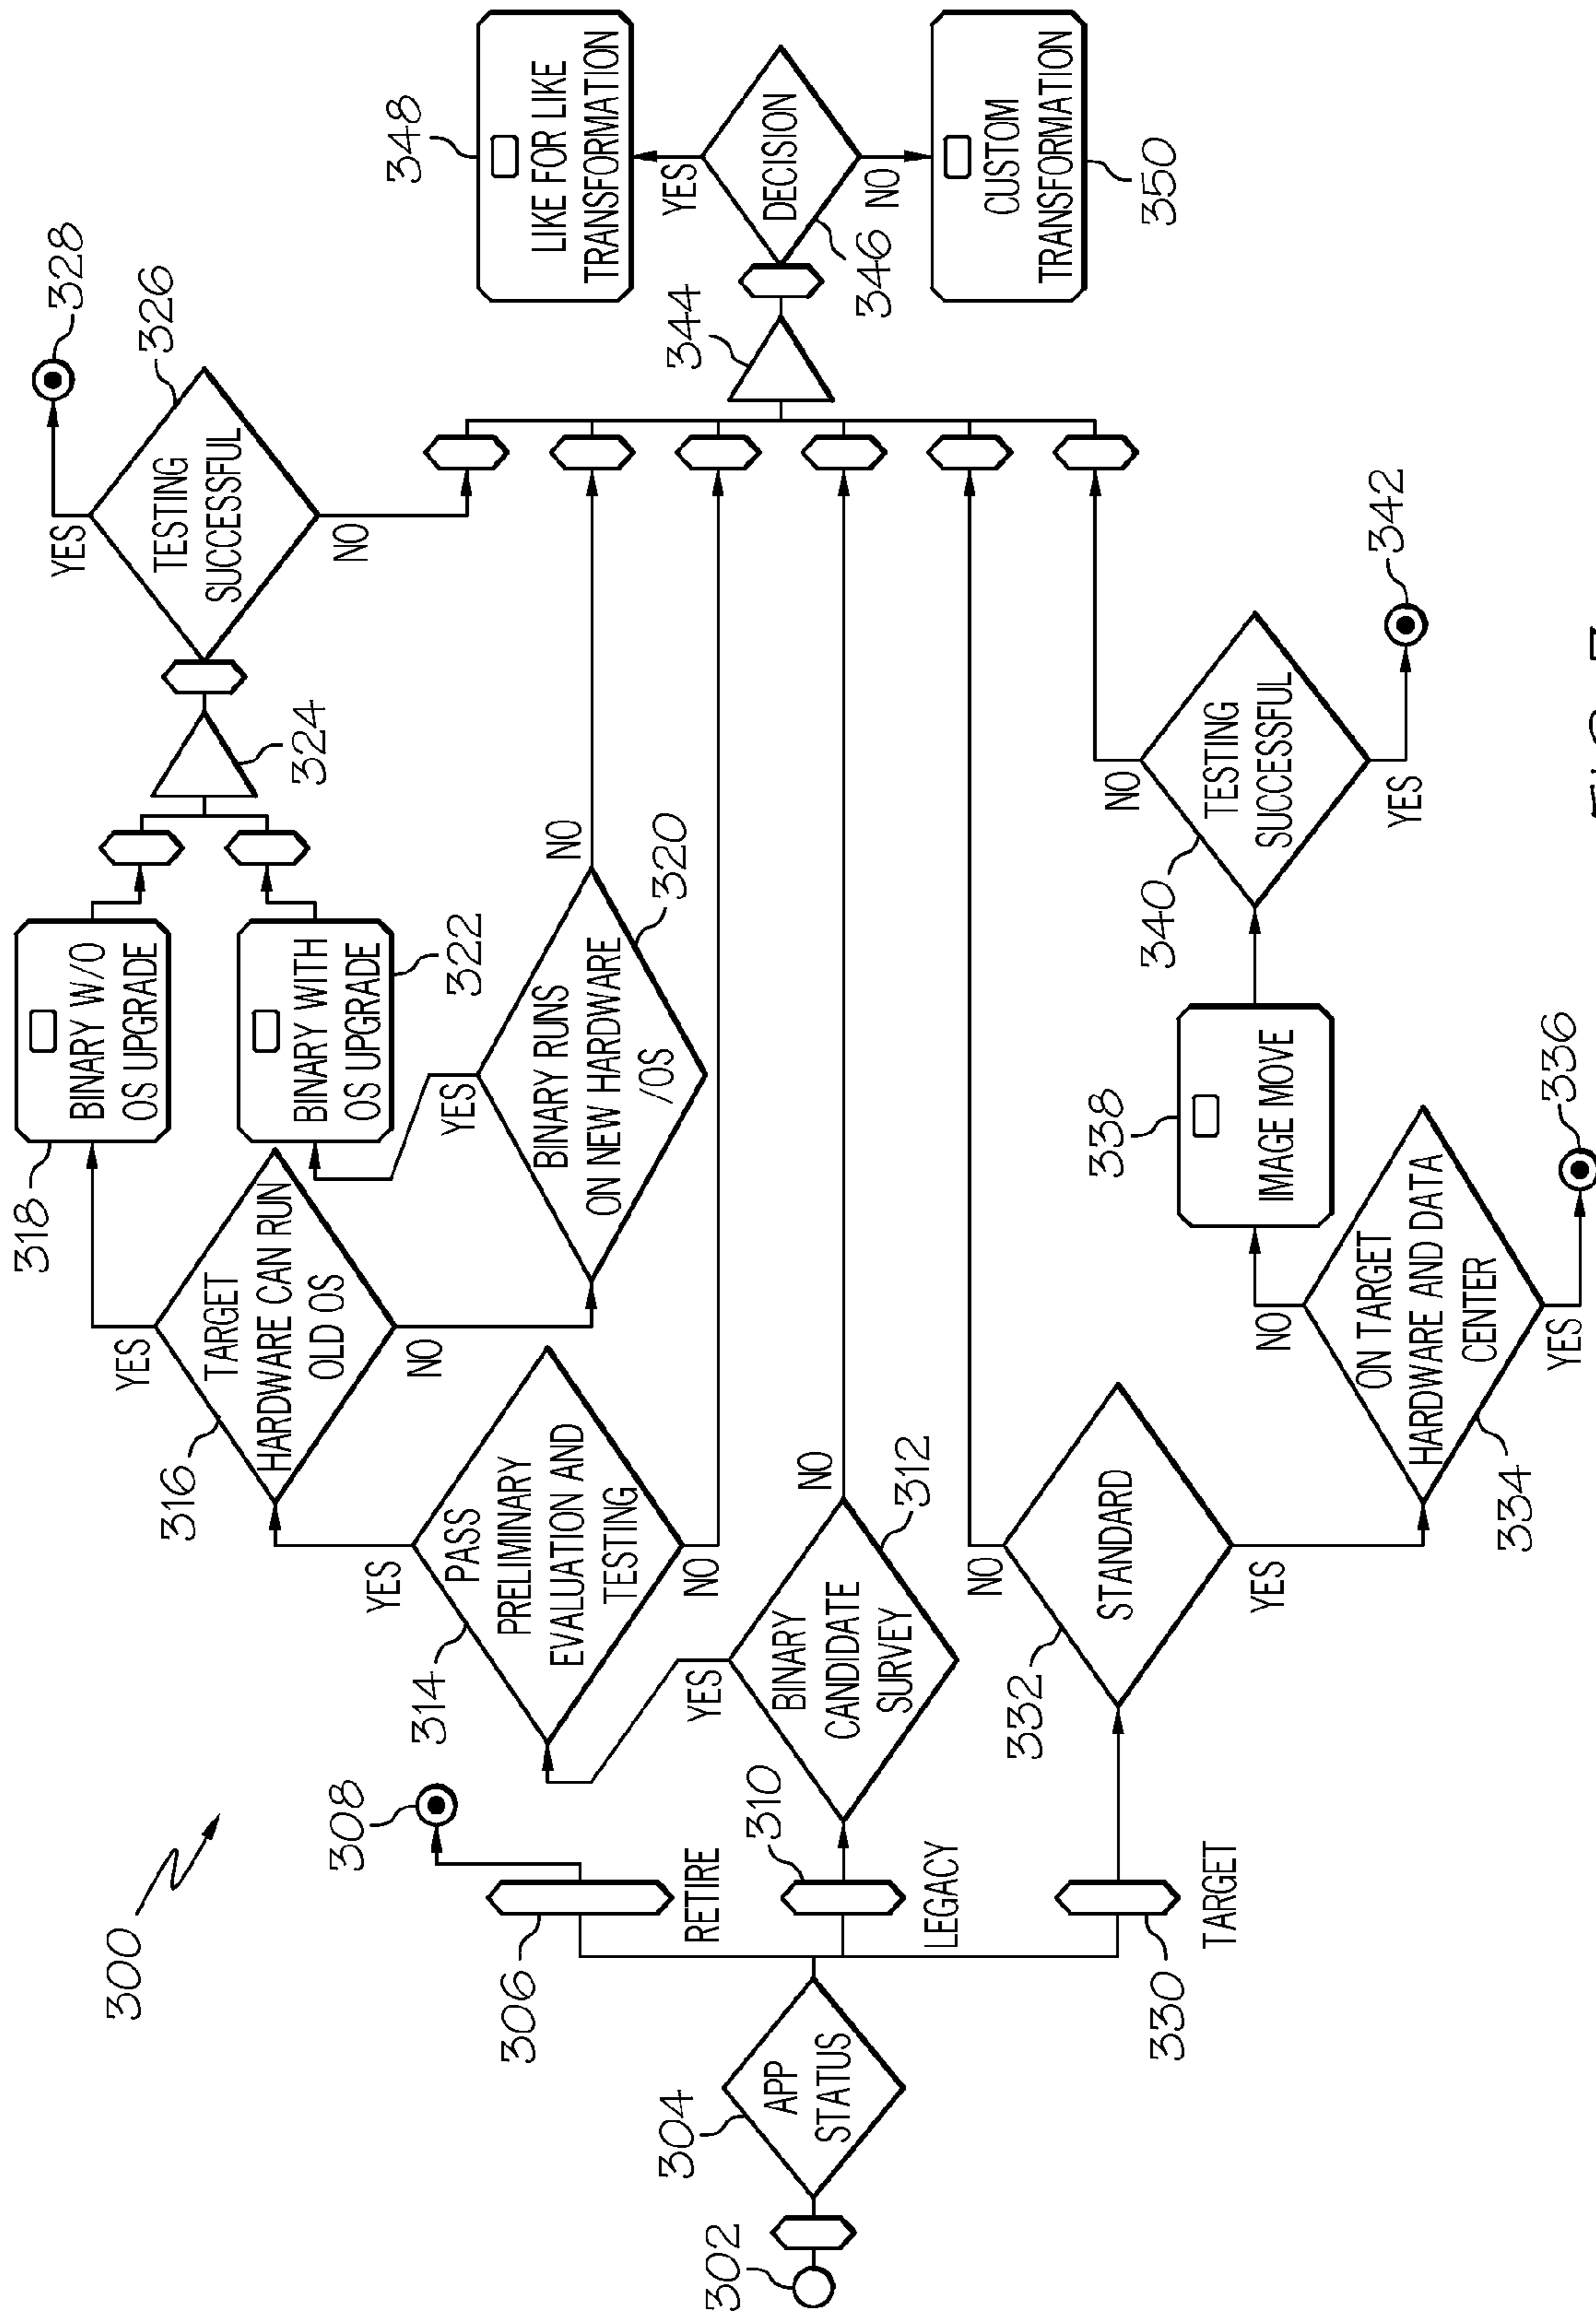 300
302
304
APP
STATUS
306
RETIRE
308
310
LEGACY
330
TARGET
312
BINARY
CANDIDATE
SURVEY
YES
NO
314
PASS
PRELIMINARY
EVALUATION AND
TESTING
YES
NO
316
TARGET
HARDWARE CAN RUN
OLD OS
YES
NO
318
BINARY W/O
OS UPGRADE
320
BINARY RUNS
ON NEW HARDWARE
/OS
YES
NO
322
BINARY WITH
OS UPGRADE
324
326
TESTING
SUCCESSFUL
YES
NO
328
332
STANDARD
NO
YES
334
ON TARGET
HARDWARE AND DATA
CENTER
NO
YES
336
338
IMAGE MOVE
340
TESTING
SUCCESSFUL
NO
YES
342
344
346
DECISION
YES
NO
348
LIKE FOR LIKE
TRANSFORMATION
350
CUSTOM
TRANSFORMATION